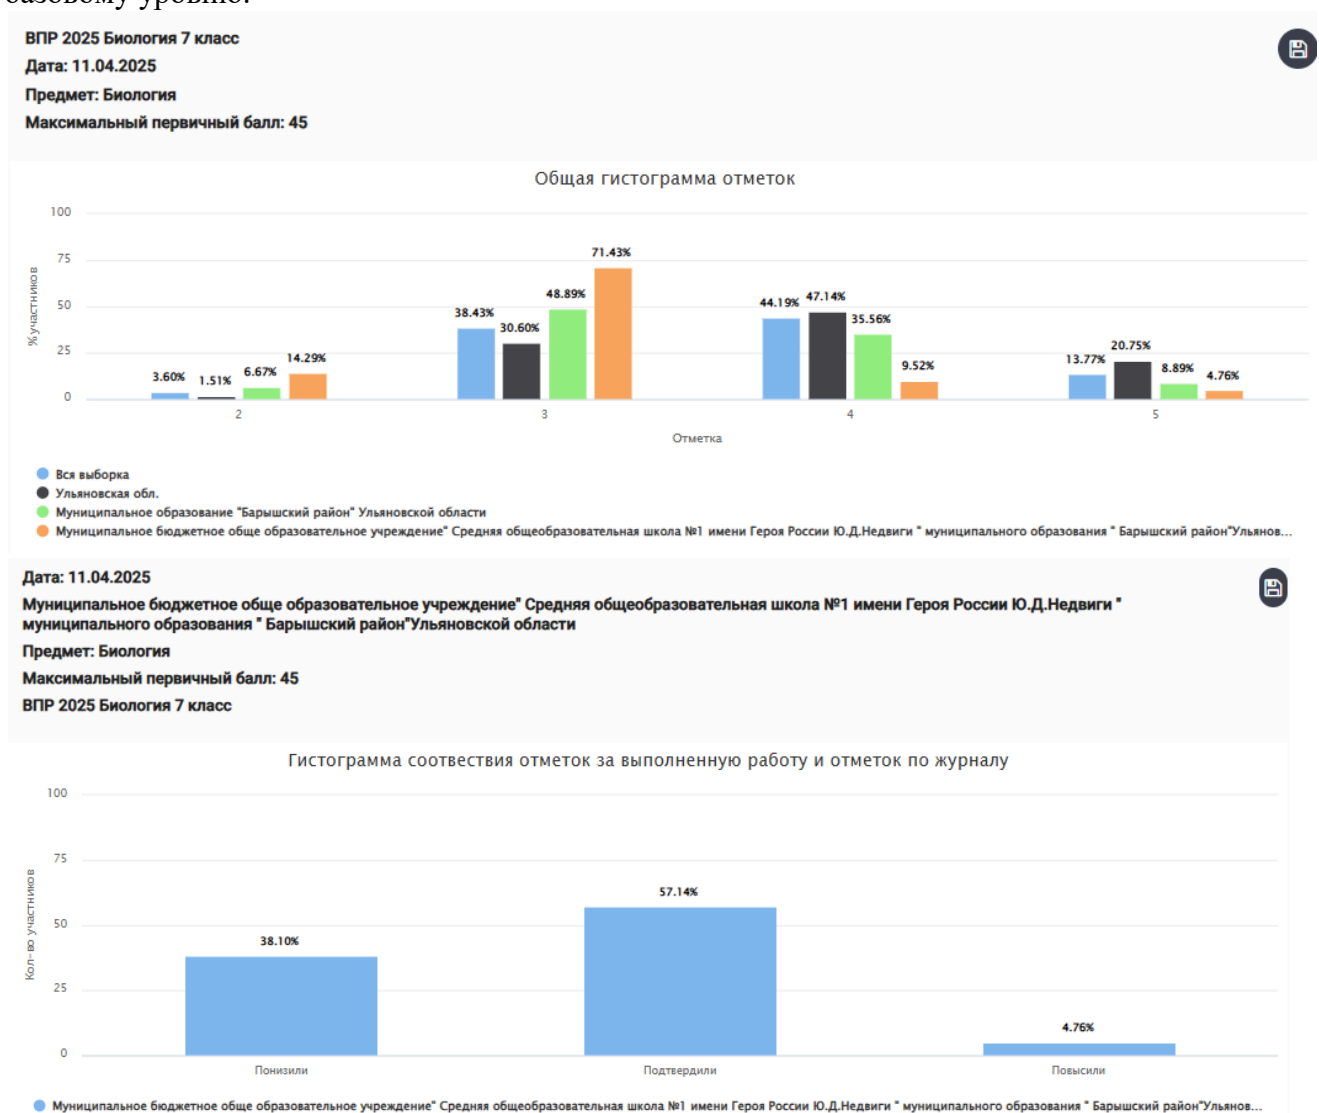 базовому уровню.
ВПР 2025 Биология 7 класс
Дата: 11.04.2025
Предмет: Биология
Максимальный первичный балл: 45
Общая гистограмма отметок
100
75
50
25
0
% участников
3.60% 1.51% 6.67% 14.29%
38.43% 30.60% 48.89% 71.43%
44.19% 47.14% 35.56% 9.52%
13.77% 20.75% 8.89% 4.76%
2 3 4 5
Отметка
Вся выборка
Ульяновская обл.
Муниципальное образование "Барышский район" Ульяновской области
Муниципальное бюджетное обще образовательное учреждение" Средняя общеобразовательная школа №1 имени Героя России Ю.Д.Недвиги " муниципального образования " Барышский район"Ульянов...
Дата: 11.04.2025
Муниципальное бюджетное обще образовательное учреждение" Средняя общеобразовательная школа №1 имени Героя России Ю.Д.Недвиги "
муниципального образования " Барышский район"Ульяновской области
Предмет: Биология
Максимальный первичный балл: 45
ВПР 2025 Биология 7 класс
Гистограмма соотвествия отметок за выполненную работу и отметок по журналу
100
75
50
25
0
Кол-во участников
38.10% 57.14% 4.76%
Понизили Подтвердили Повысили
Муниципальное бюджетное обще образовательное учреждение" Средняя общеобразовательная школа №1 имени Героя России Ю.Д.Недвиги " муниципального образования " Барышский район"Ульянов...